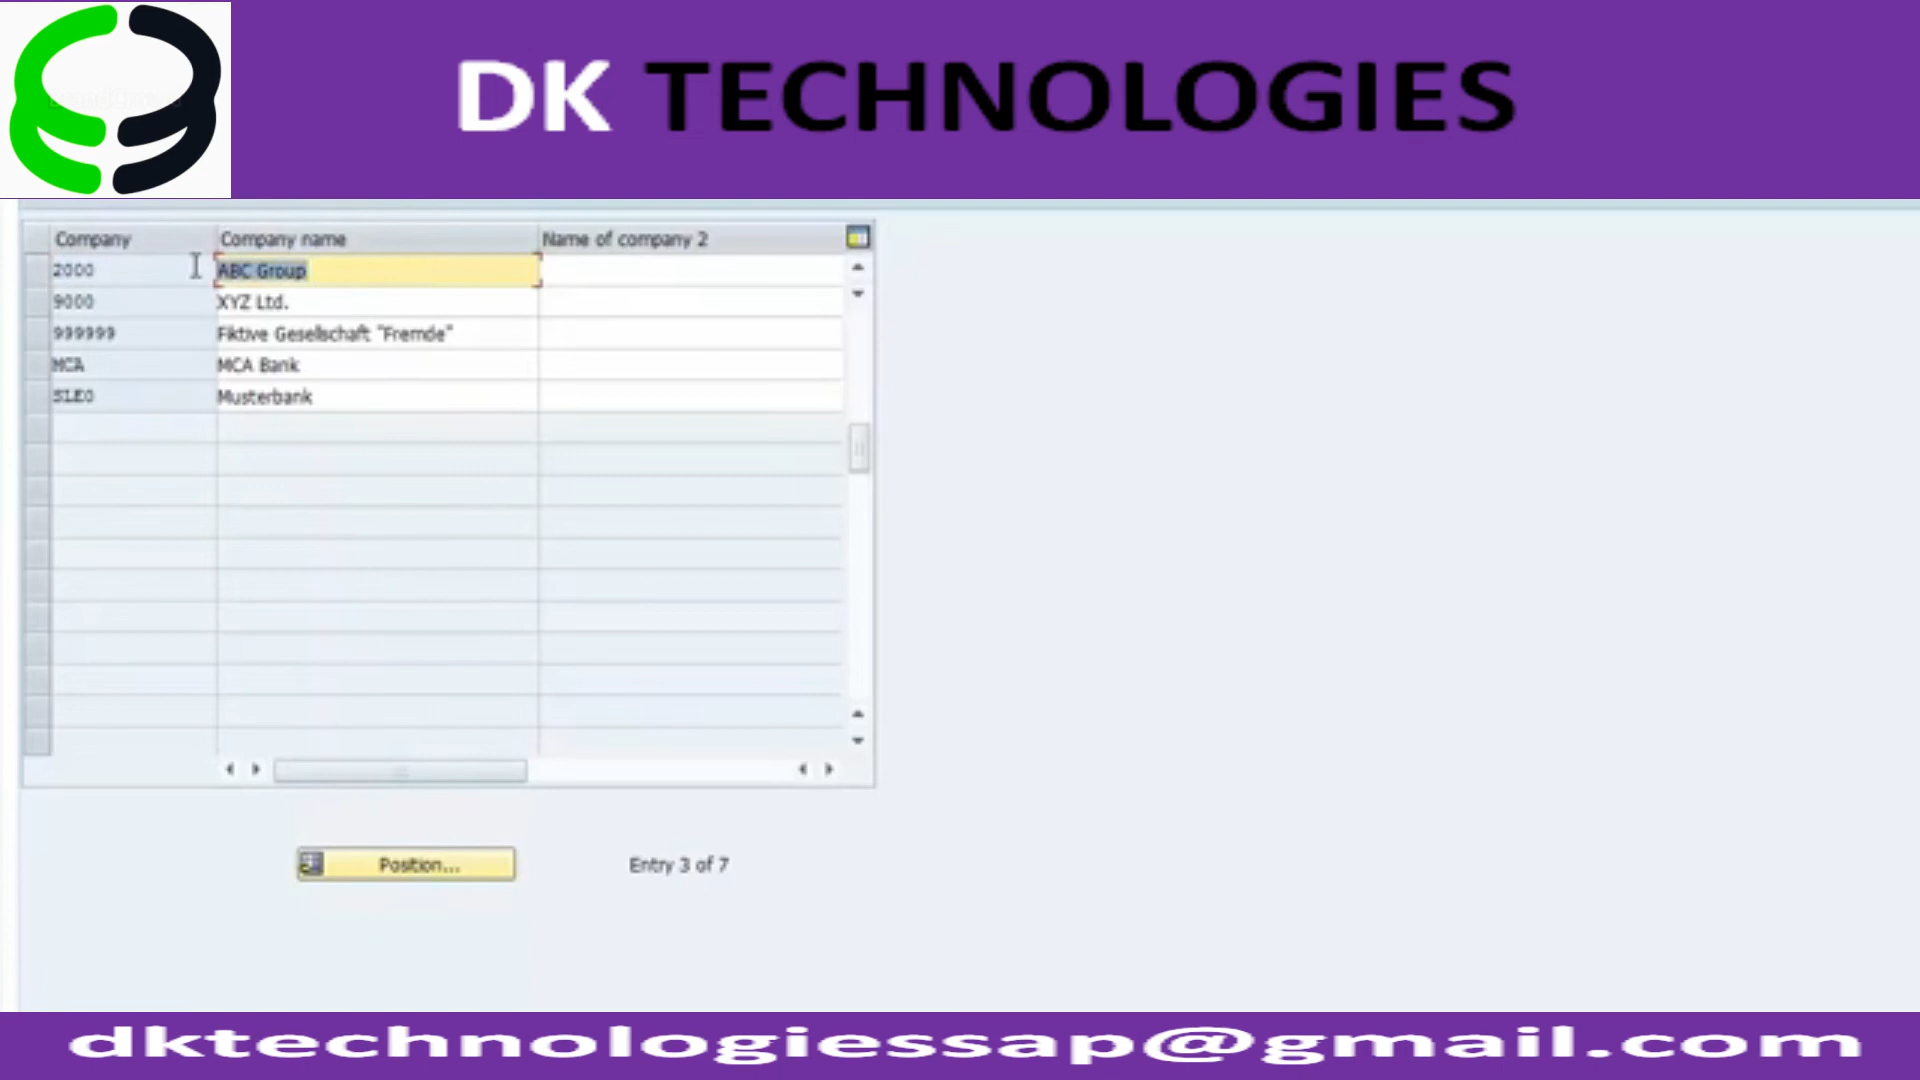 DK TECHNOLOGIES
Company Company name Name of company 2
2000 ABC Group
9000 XYZ Ltd.
999999 Fiktive Gesellschaft "Fremde"
MCA MCA Bank
S1E0 Musterbank
Position... Entry 3 of 7
dktechnologiessap@gmail.com